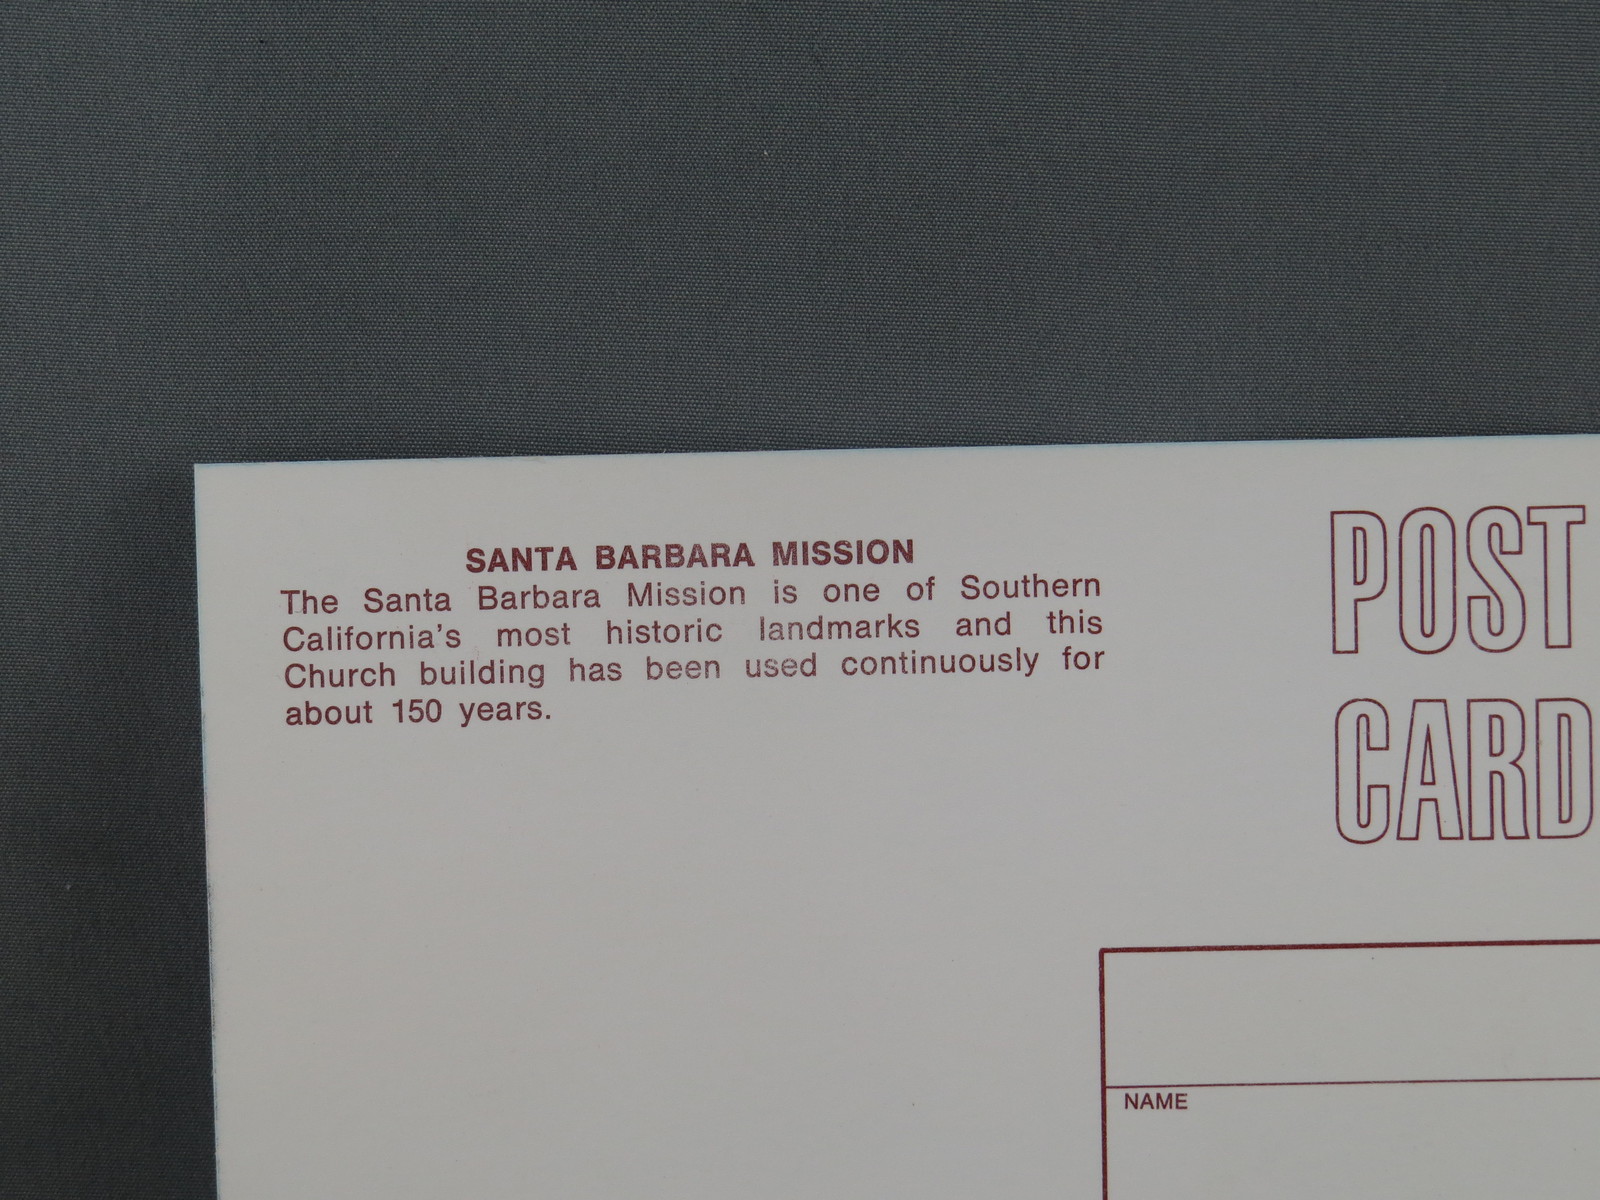 SANTA BARBARA MISSION
The Santa Barbara Mission is one of Southern
California's most historic landmarks and this
Church building has been used continuously for
about 150 years.
POST
CARD
NAME